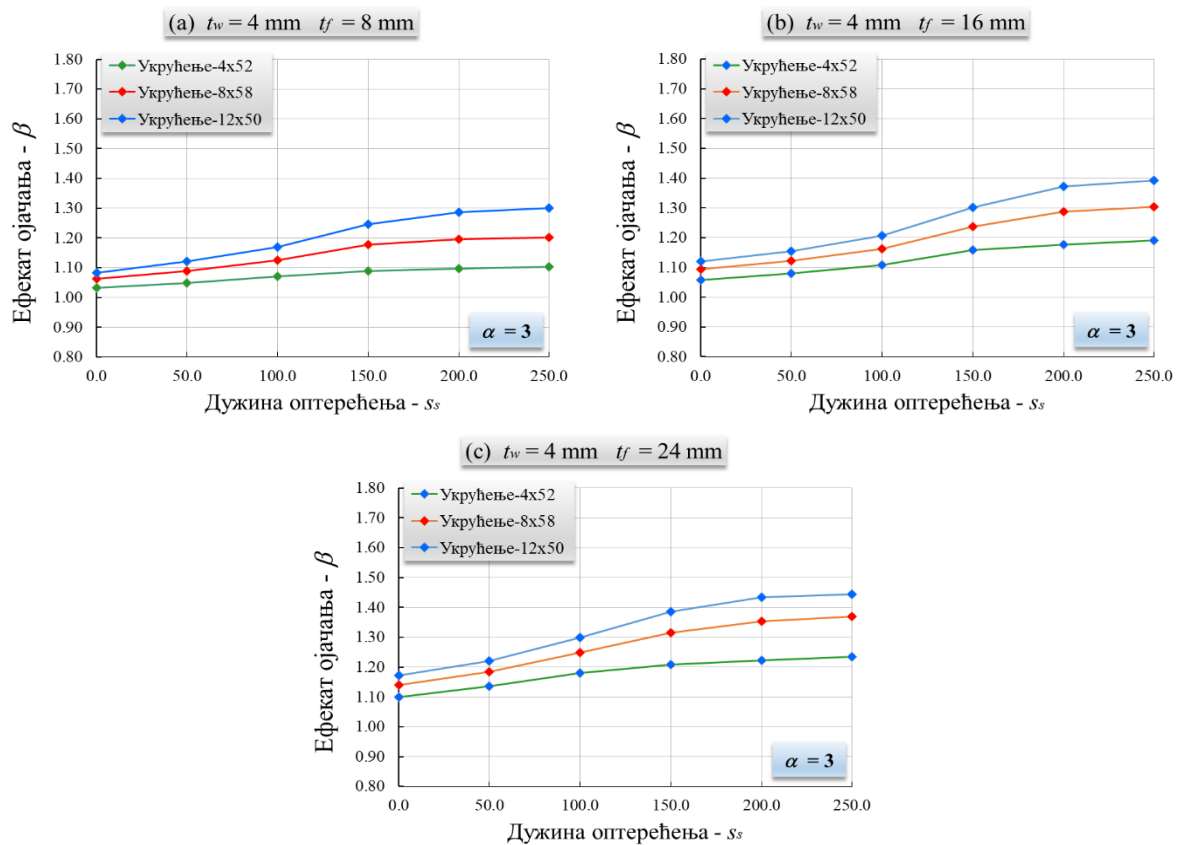 (a) tw = 4 mm tf = 8 mm
1.80
1.70
1.60
1.50
1.40
1.30
1.20
1.10
1.00
0.90
0.80
Ефекат ојачања - β
Укрућење-4x52
Укрућење-8x58
Укрућење-12x50
α = 3
0.0 50.0 100.0 150.0 200.0 250.0
Дужина оптерећења - ss
(b) tw = 4 mm tf = 16 mm
1.80
1.70
1.60
1.50
1.40
1.30
1.20
1.10
1.00
0.90
0.80
Ефекат ојачања - β
Укрућење-4x52
Укрућење-8x58
Укрућење-12x50
α = 3
0.0 50.0 100.0 150.0 200.0 250.0
Дужина оптерећења - ss
(c) tw = 4 mm tf = 24 mm
1.80
1.70
1.60
1.50
1.40
1.30
1.20
1.10
1.00
0.90
0.80
Ефекат ојачања - β
Укрућење-4x52
Укрућење-8x58
Укрућење-12x50
α = 3
0.0 50.0 100.0 150.0 200.0 250.0
Дужина оптерећења - ss